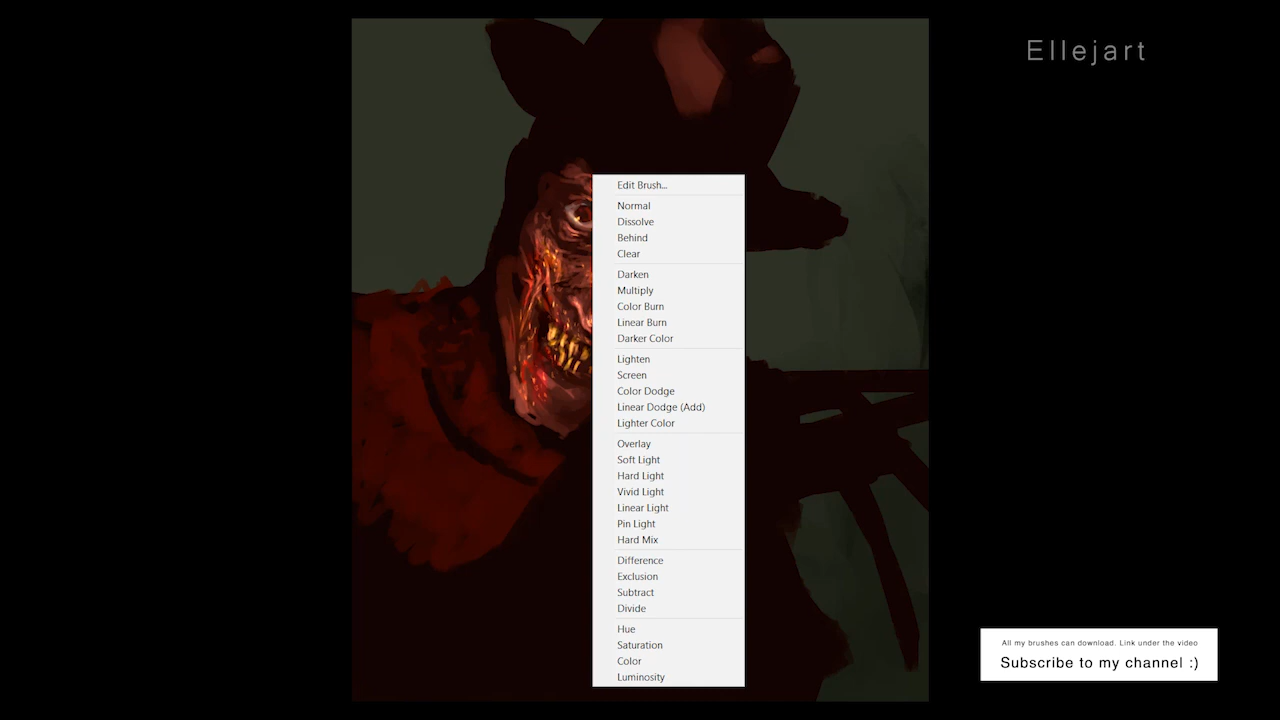 Ellejart
Edit Brush...
Normal
Dissolve
Behind
Clear
Darken
Multiply
Color Burn
Linear Burn
Darker Color
Lighten
Screen
Color Dodge
Linear Dodge (Add)
Lighter Color
Overlay
Soft Light
Hard Light
Vivid Light
Linear Light
Pin Light
Hard Mix
Difference
Exclusion
Subtract
Divide
Hue
Saturation
Color
Luminosity
All my brushes can download. Link under the video
Subscribe to my channel :)